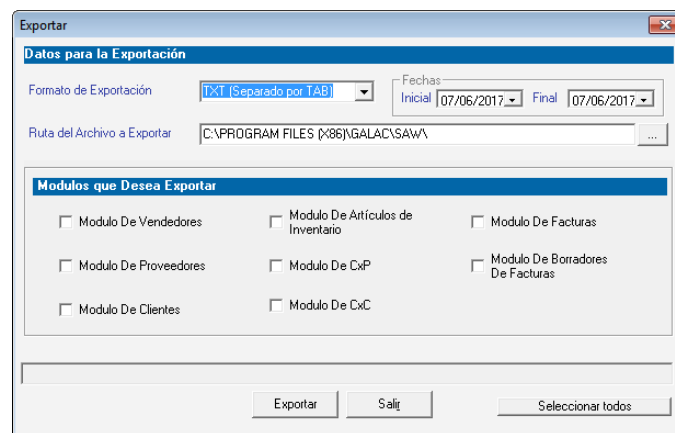 Exportar
Datos para la Exportación
Formato de Exportación
TXT (Separado por TAB)
Fechas
Inicial 07/06/2017
Final 07/06/2017
Ruta del Archivo a Exportar
C:\PROGRAM FILES (X86)\GALAC\SAW\
...
Modulos que Desea Exportar
Modulo De Vendedores
Modulo De Artículos de
Inventario
Modulo De Facturas
Modulo De Proveedores
Modulo De CxP
Modulo De Borradores
De Facturas
Modulo De Clientes
Modulo De CxC
Exportar
Salir
Seleccionar todos